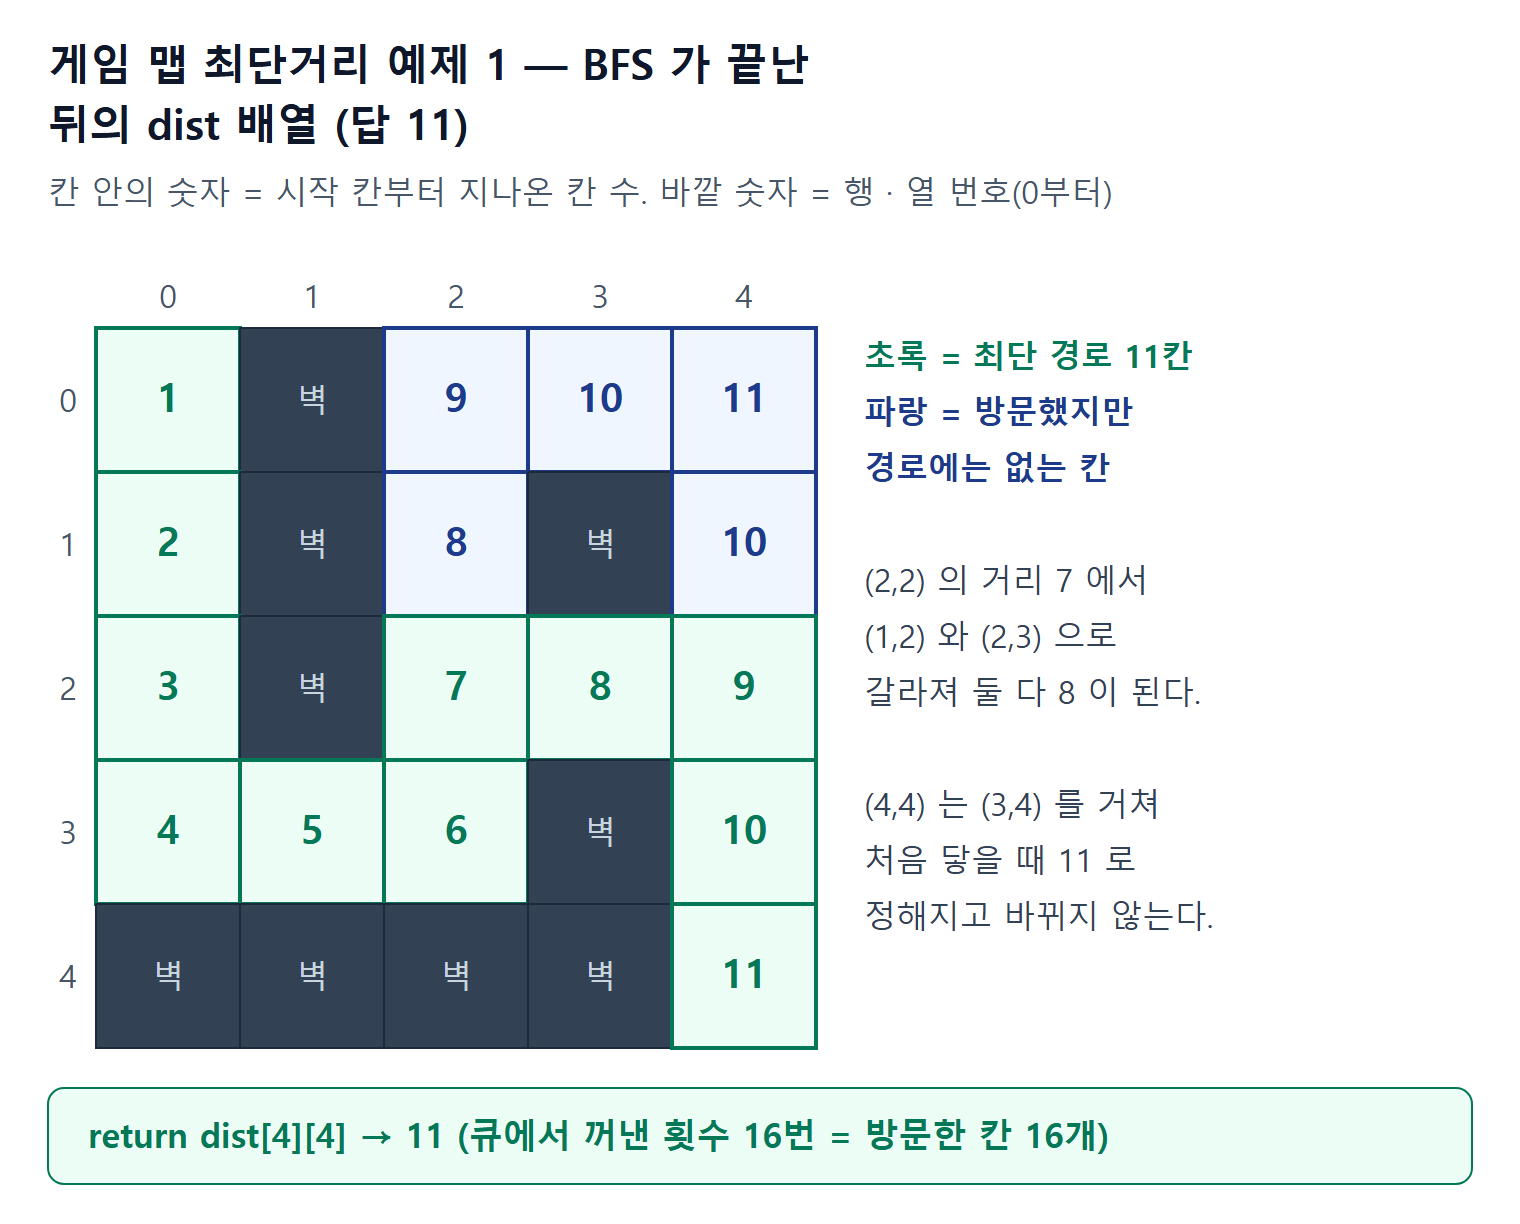 게임 맵 최단거리 예제 1 — BFS 가 끝난
뒤의 dist 배열 (답 11)
칸 안의 숫자 = 시작 칸부터 지나온 칸 수. 바깥 숫자 = 행 · 열 번호(0부터)
0 1 2 3 4
0 1 벽 9 10 11
1 2 벽 8 벽 10
2 3 벽 7 8 9
3 4 5 6 벽 10
4 벽 벽 벽 벽 11
초록 = 최단 경로 11칸
파랑 = 방문했지만
경로에는 없는 칸
(2,2) 의 거리 7 에서
(1,2) 와 (2,3) 으로
갈라져 둘 다 8 이 된다.
(4,4) 는 (3,4) 를 거쳐
처음 닿을 때 11 로
정해지고 바뀌지 않는다.
return dist[4][4] → 11 (큐에서 꺼낸 횟수 16번 = 방문한 칸 16개)